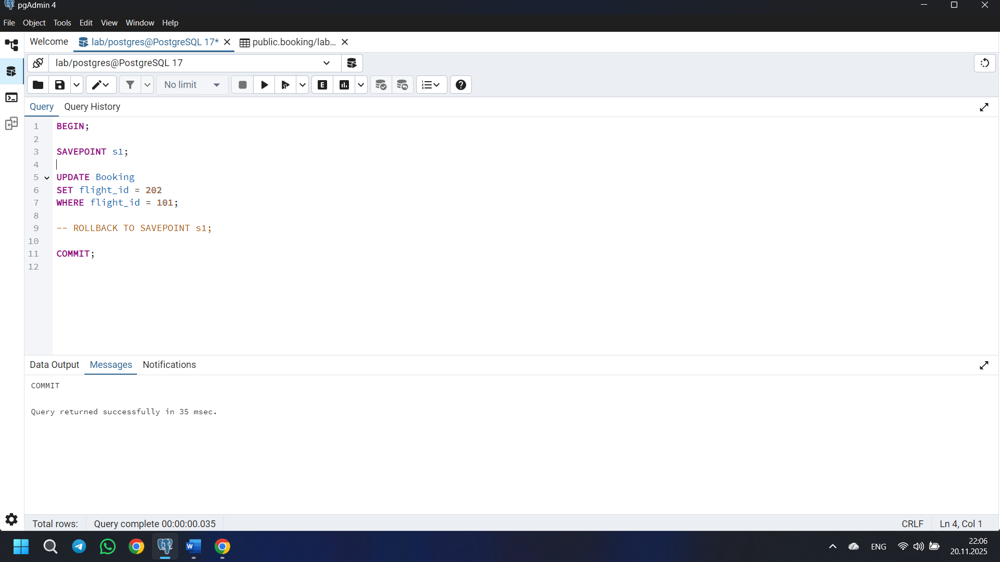 pgAdmin 4
File Object Tools Edit View Window Help
Welcome lab/postgres@PostgreSQL 17* public.booking/lab...
lab/postgres@PostgreSQL 17
No limit
Query Query History
1 BEGIN;
2
3 SAVEPOINT s1;
4
5 UPDATE Booking
6 SET flight_id = 202
7 WHERE flight_id = 101;
8
9 -- ROLLBACK TO SAVEPOINT s1;
10
11 COMMIT;
12
Data Output Messages Notifications
COMMIT
Query returned successfully in 35 msec.
Total rows: Query complete 00:00:00.035 CRLF Ln 4, Col 1
ENG 22:06
20.11.2025